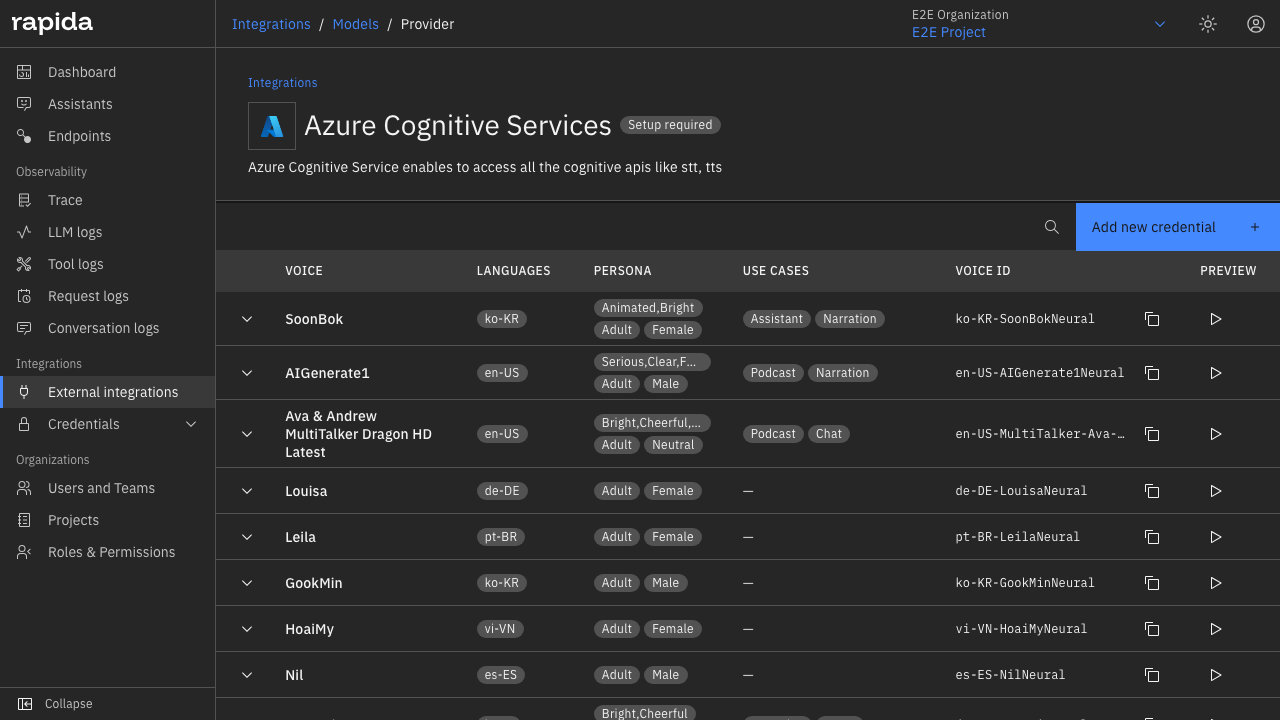 rapida
Integrations / Models / Provider
E2E Organization
E2E Project
Dashboard
Assistants
Endpoints
Observability
Trace
LLM logs
Tool logs
Request logs
Conversation logs
Integrations
External integrations
Credentials
Organizations
Users and Teams
Projects
Roles & Permissions
Collapse
Integrations
Azure Cognitive Services Setup required
Azure Cognitive Service enables to access all the cognitive apis like stt, tts
Add new credential +
VOICE LANGUAGES PERSONA USE CASES VOICE ID PREVIEW
SoonBok ko-KR Animated,Bright Adult Female Assistant Narration ko-KR-SoonBokNeural
AIGenerate1 en-US Serious,Clear,F... Adult Male Podcast Narration en-US-AIGenerate1Neural
Ava & Andrew
MultiTalker Dragon HD
Latest
en-US Bright,Cheerful,... Adult Neutral Podcast Chat en-US-MultiTalker-Ava-…
Louisa de-DE Adult Female — de-DE-LouisaNeural
Leila pt-BR Adult Female — pt-BR-LeilaNeural
GookMin ko-KR Adult Male — ko-KR-GookMinNeural
HoaiMy vi-VN Adult Female — vi-VN-HoaiMyNeural
Nil es-ES Adult Male — es-ES-NilNeural
Bright,Cheerful